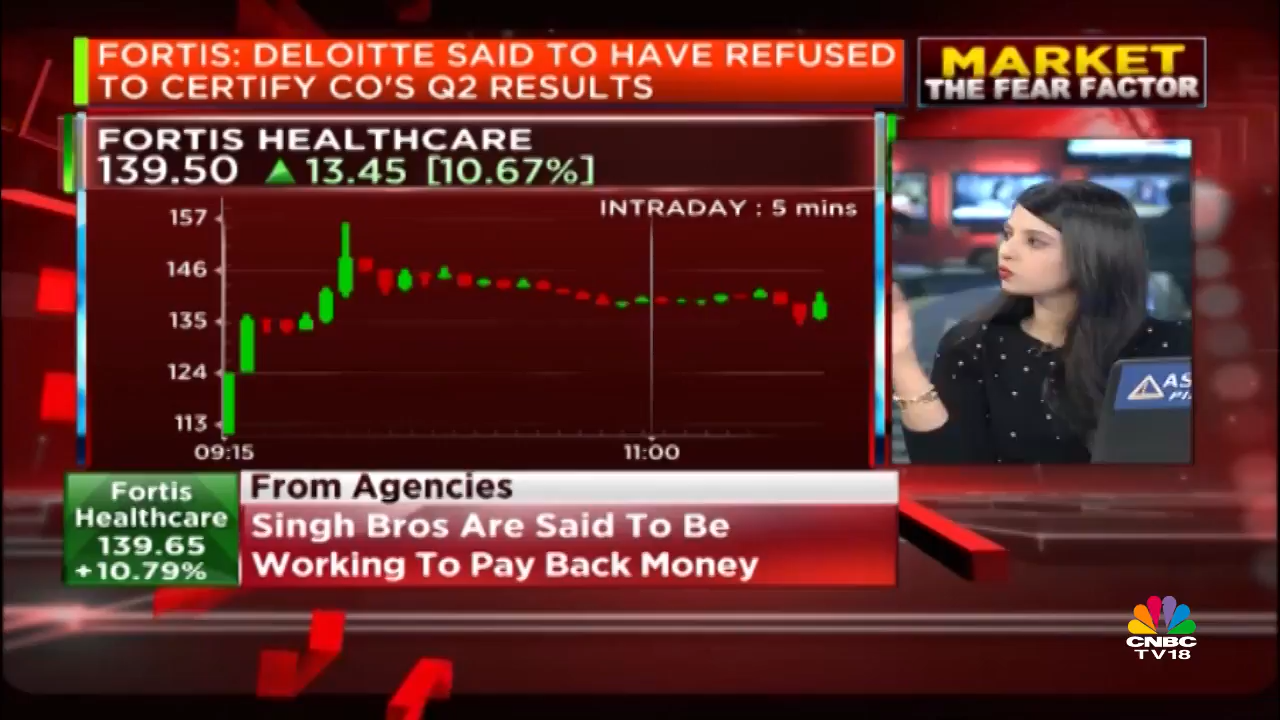 FORTIS: DELOITTE SAID TO HAVE REFUSED
TO CERTIFY CO'S Q2 RESULTS
MARKET
THE FEAR FACTOR
FORTIS HEALTHCARE
139.50 ▲ 13.45 [10.67%]
INTRADAY : 5 mins
157
146
135
124
113
09:15
11:00
Fortis
Healthcare
139.65
+10.79%
From Agencies
Singh Bros Are Said To Be
Working To Pay Back Money
CNBC
TV18